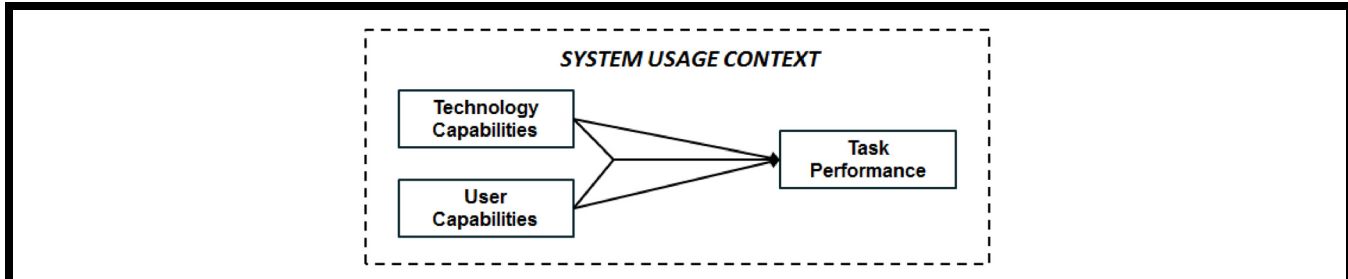 SYSTEM USAGE CONTEXT
Technology
Capabilities
Task
Performance
User
Capabilities